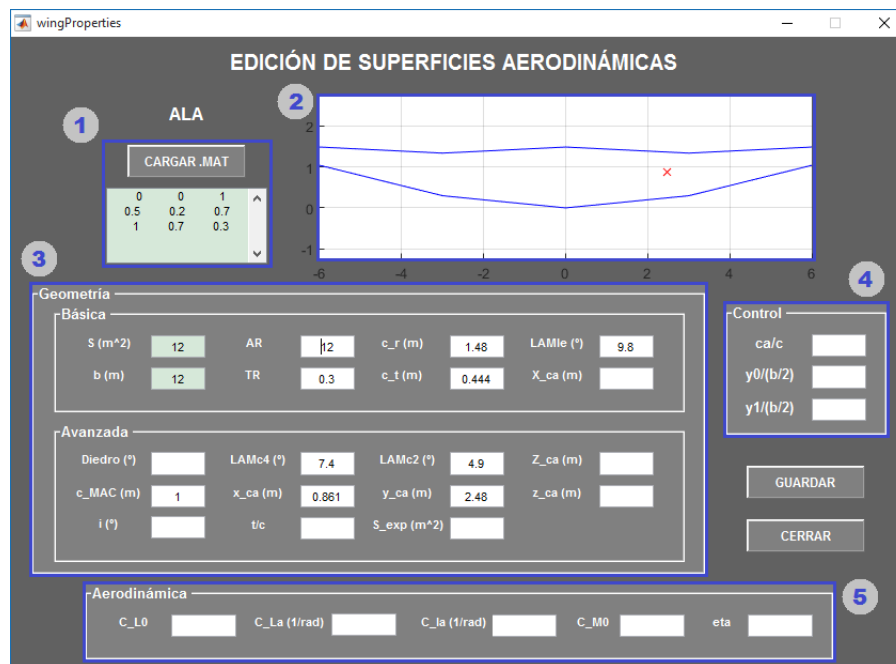 wingProperties
EDICIÓN DE SUPERFICIES AERODINÁMICAS
1
ALA
CARGAR .MAT
0 0 1
0.5 0.2 0.7
1 0.7 0.3
2
2
1
0
-1
-6 -4 -2 0 2 4 6
3
Geometría
Básica
S (m^2) 12 AR 12 c_r (m) 1.48 LAMle (º) 9.8
b (m) 12 TR 0.3 c_t (m) 0.444 X_ca (m)
Avanzada
Diedro (º) LAMc4 (º) 7.4 LAMc2 (º) 4.9 Z_ca (m)
c_MAC (m) 1 x_ca (m) 0.861 y_ca (m) 2.48 z_ca (m)
i (º) t/c S_exp (m^2)
4
Control
ca/c
y0/(b/2)
y1/(b/2)
GUARDAR
CERRAR
5
Aerodinámica
C_L0 C_La (1/rad) C_la (1/rad) C_M0 eta